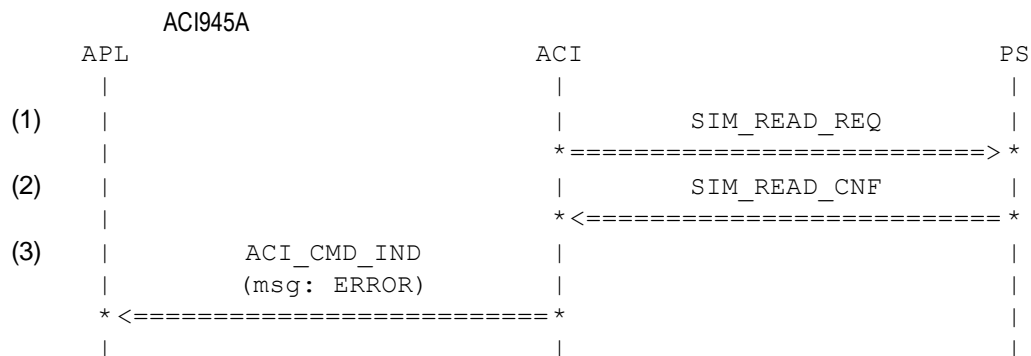 ACI945A
APL ACI PS
| | |
(1) | | SIM_READ_REQ |
| *==========================>*
(2) | | SIM_READ_CNF |
| *<==========================*
(3) | ACI_CMD_IND | |
| (msg: ERROR) | |
*<==========================* |
| | |